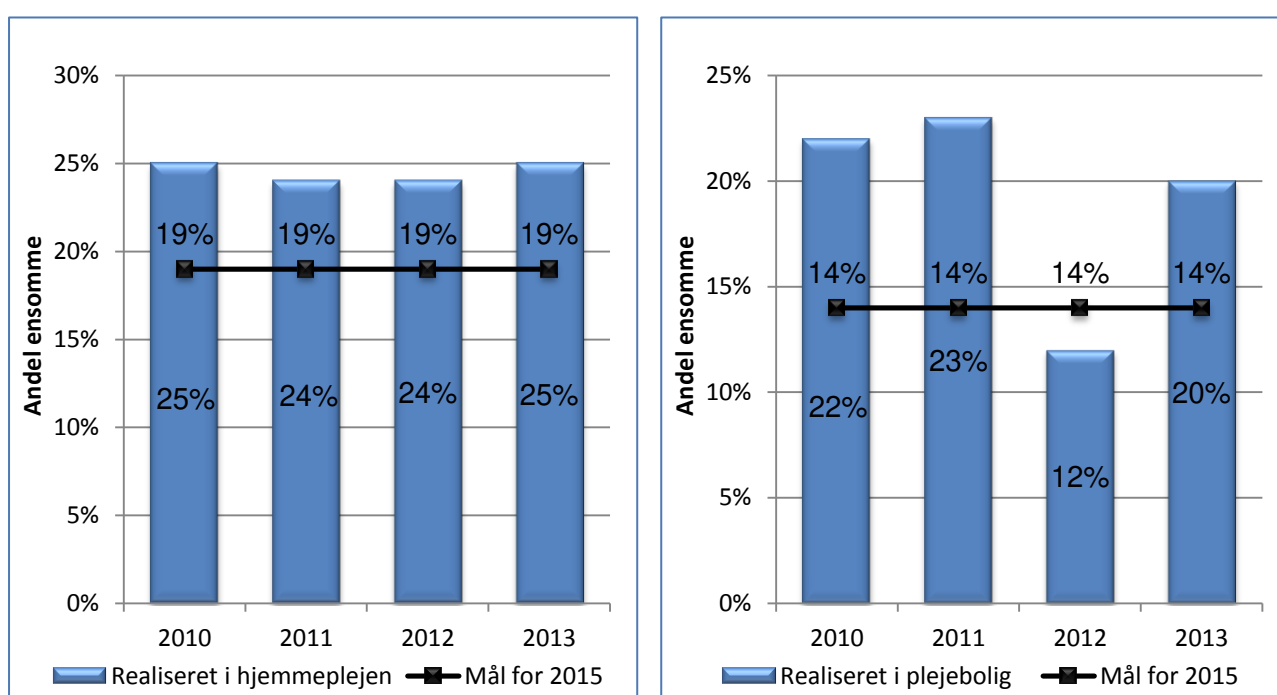 30%
25%
20%
15%
10%
5%
0%
Andel ensomme
19% 19% 19% 19%
25% 24% 24% 25%
2010 2011 2012 2013
Realiseret i hjemmeplejen Mål for 2015
25%
20%
15%
10%
5%
0%
Andel ensomme
14% 14% 14% 14%
22% 23% 12% 20%
2010 2011 2012 2013
Realiseret i plejebolig Mål for 2015